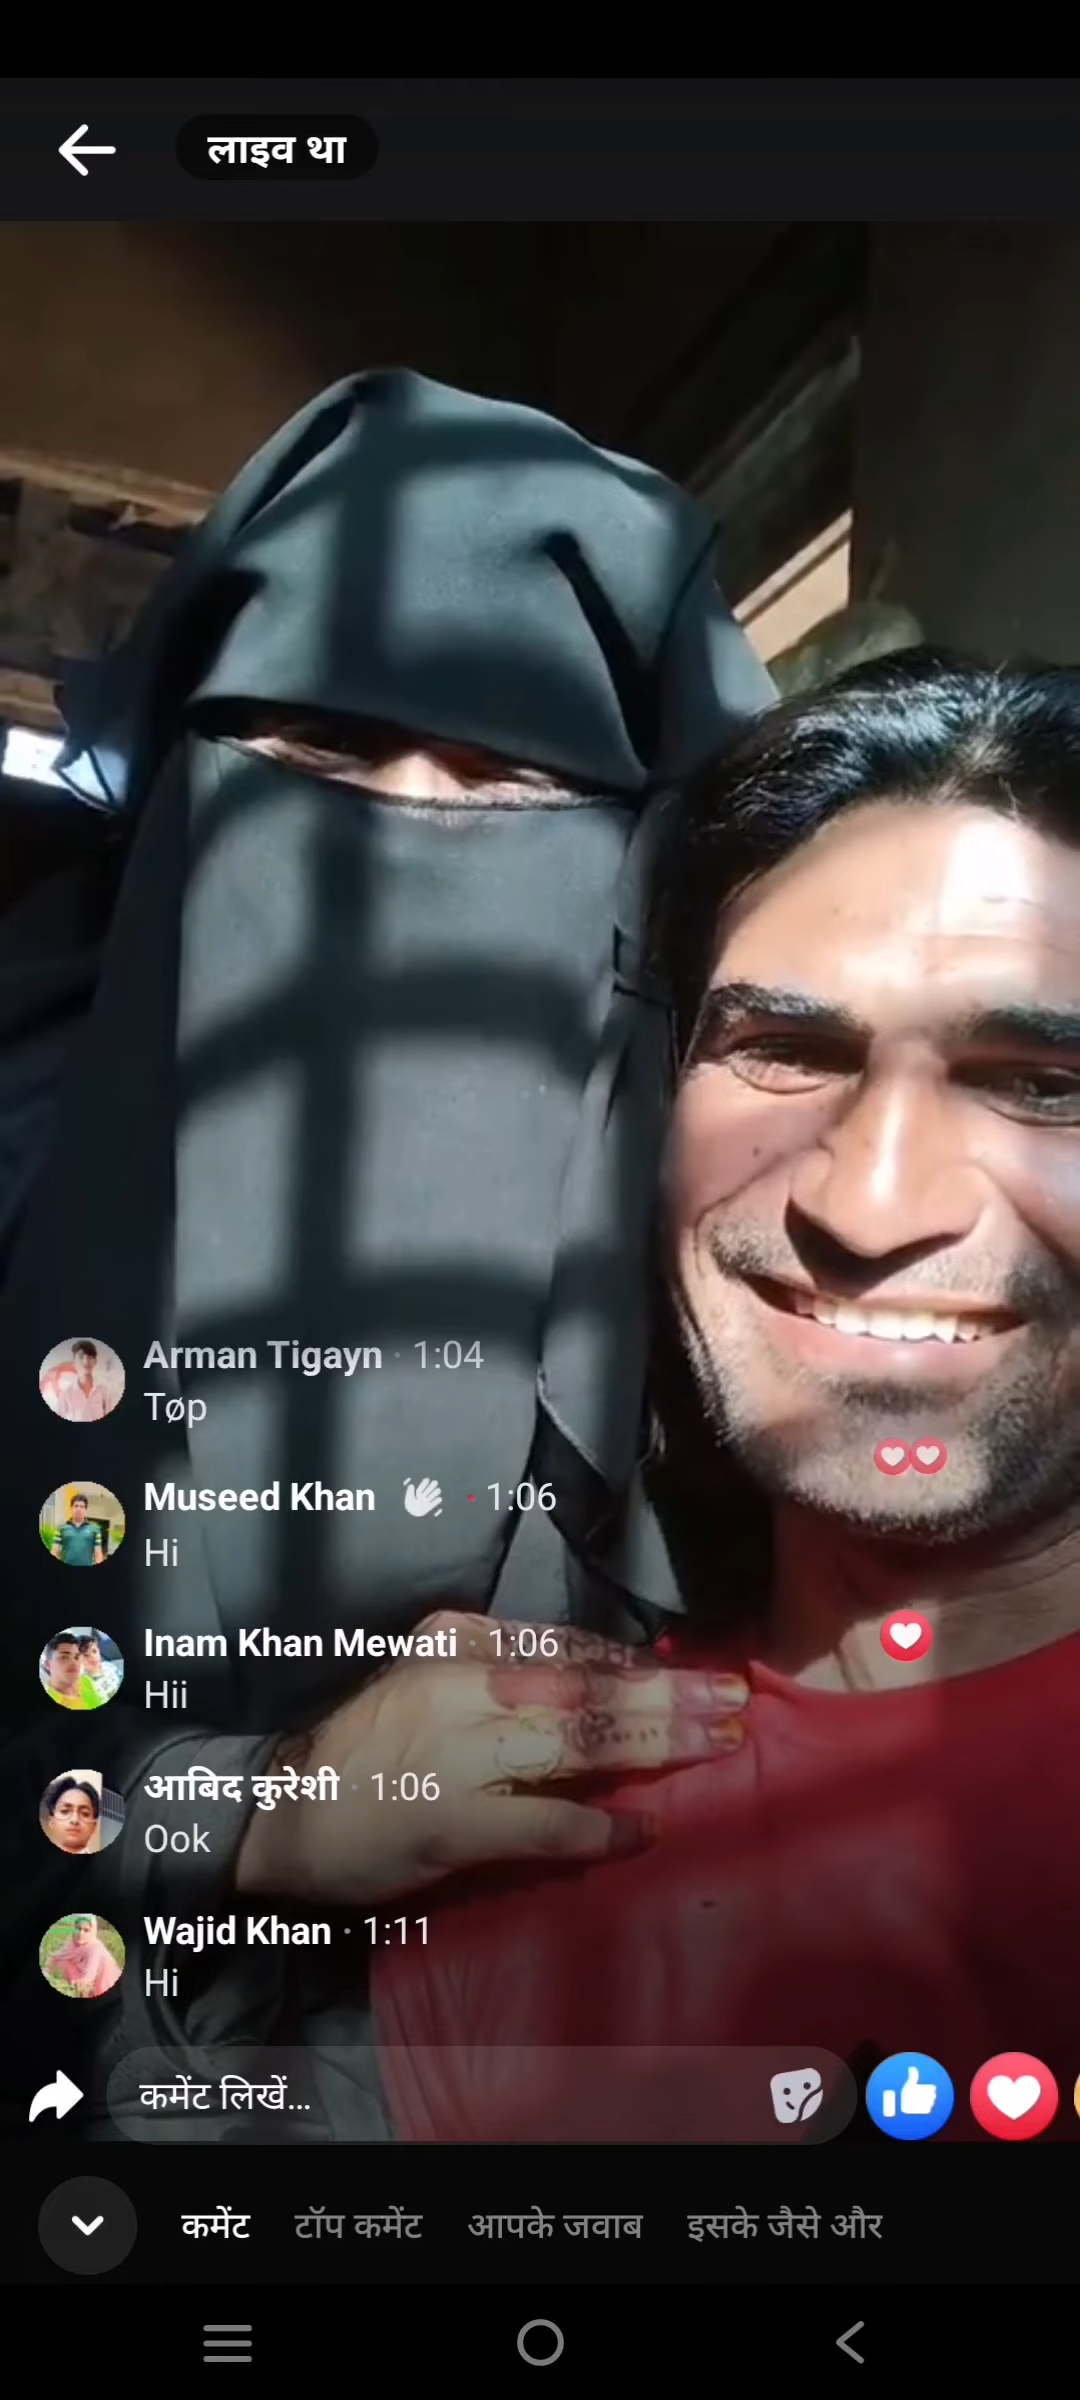 लाइव था
Arman Tigayn · 1:04
Tøp
Museed Khan 👋 · 1:06
Hi
Inam Khan Mewati · 1:06
Hii
आबिद कुरेशी · 1:06
Ook
Wajid Khan · 1:11
Hi
कमेंट लिखें...
कमेंट टॉप कमेंट आपके जवाब इसके जैसे और